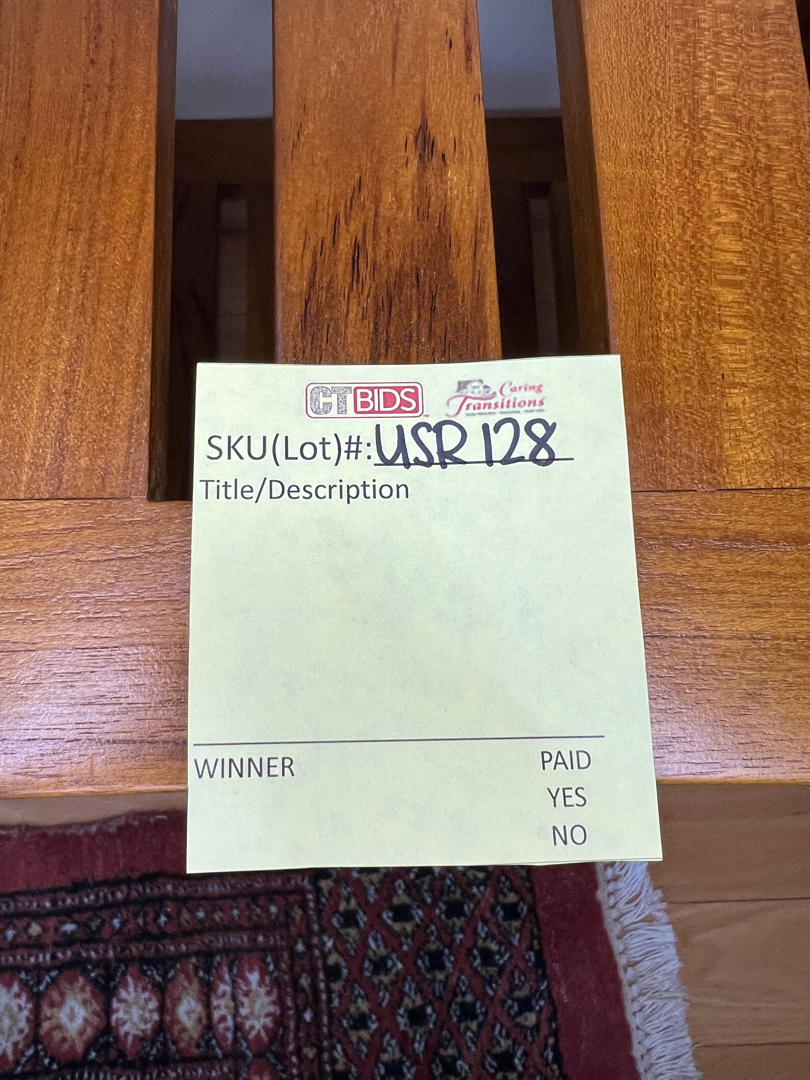 CTBIDS Caring
Transitions
SKU(Lot)#: USR 128
Title/Description
WINNER PAID
YES
NO